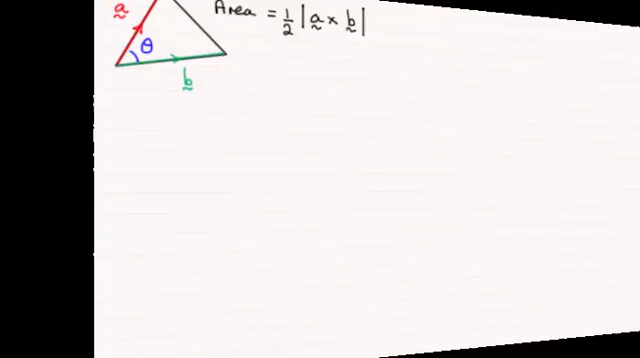 a Area = 1/2 | a × b |
θ
b